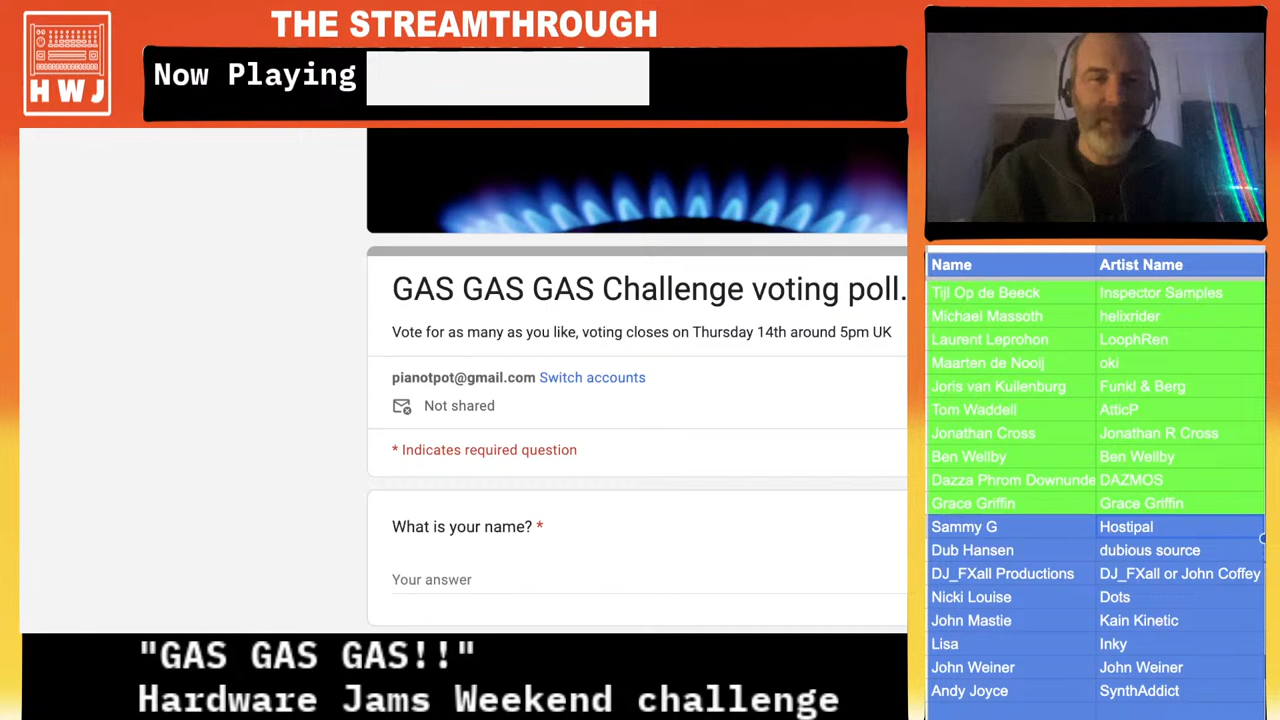 THE STREAMTHROUGH
HWJ
Now Playing
GAS GAS GAS Challenge voting poll.
Vote for as many as you like, voting closes on Thursday 14th around 5pm UK
pianotpot@gmail.com Switch accounts
Not shared
* Indicates required question
What is your name? *
Your answer
"GAS GAS GAS!!"
Hardware Jams Weekend challenge
Name Artist Name
Tijl Op de Beeck Inspector Samples
Michael Massoth helixrider
Laurent Leprohon LoophRen
Maarten de Nooij oki
Joris van Kuilenburg Funkl & Berg
Tom Waddell AtticP
Jonathan Cross Jonathan R Cross
Ben Wellby Ben Wellby
Dazza Phrom Downunde DAZMOS
Grace Griffin Grace Griffin
Sammy G Hostipal
Dub Hansen dubious source
DJ_FXall Productions DJ_FXall or John Coffey
Nicki Louise Dots
John Mastie Kain Kinetic
Lisa Inky
John Weiner John Weiner
Andy Joyce SynthAddict